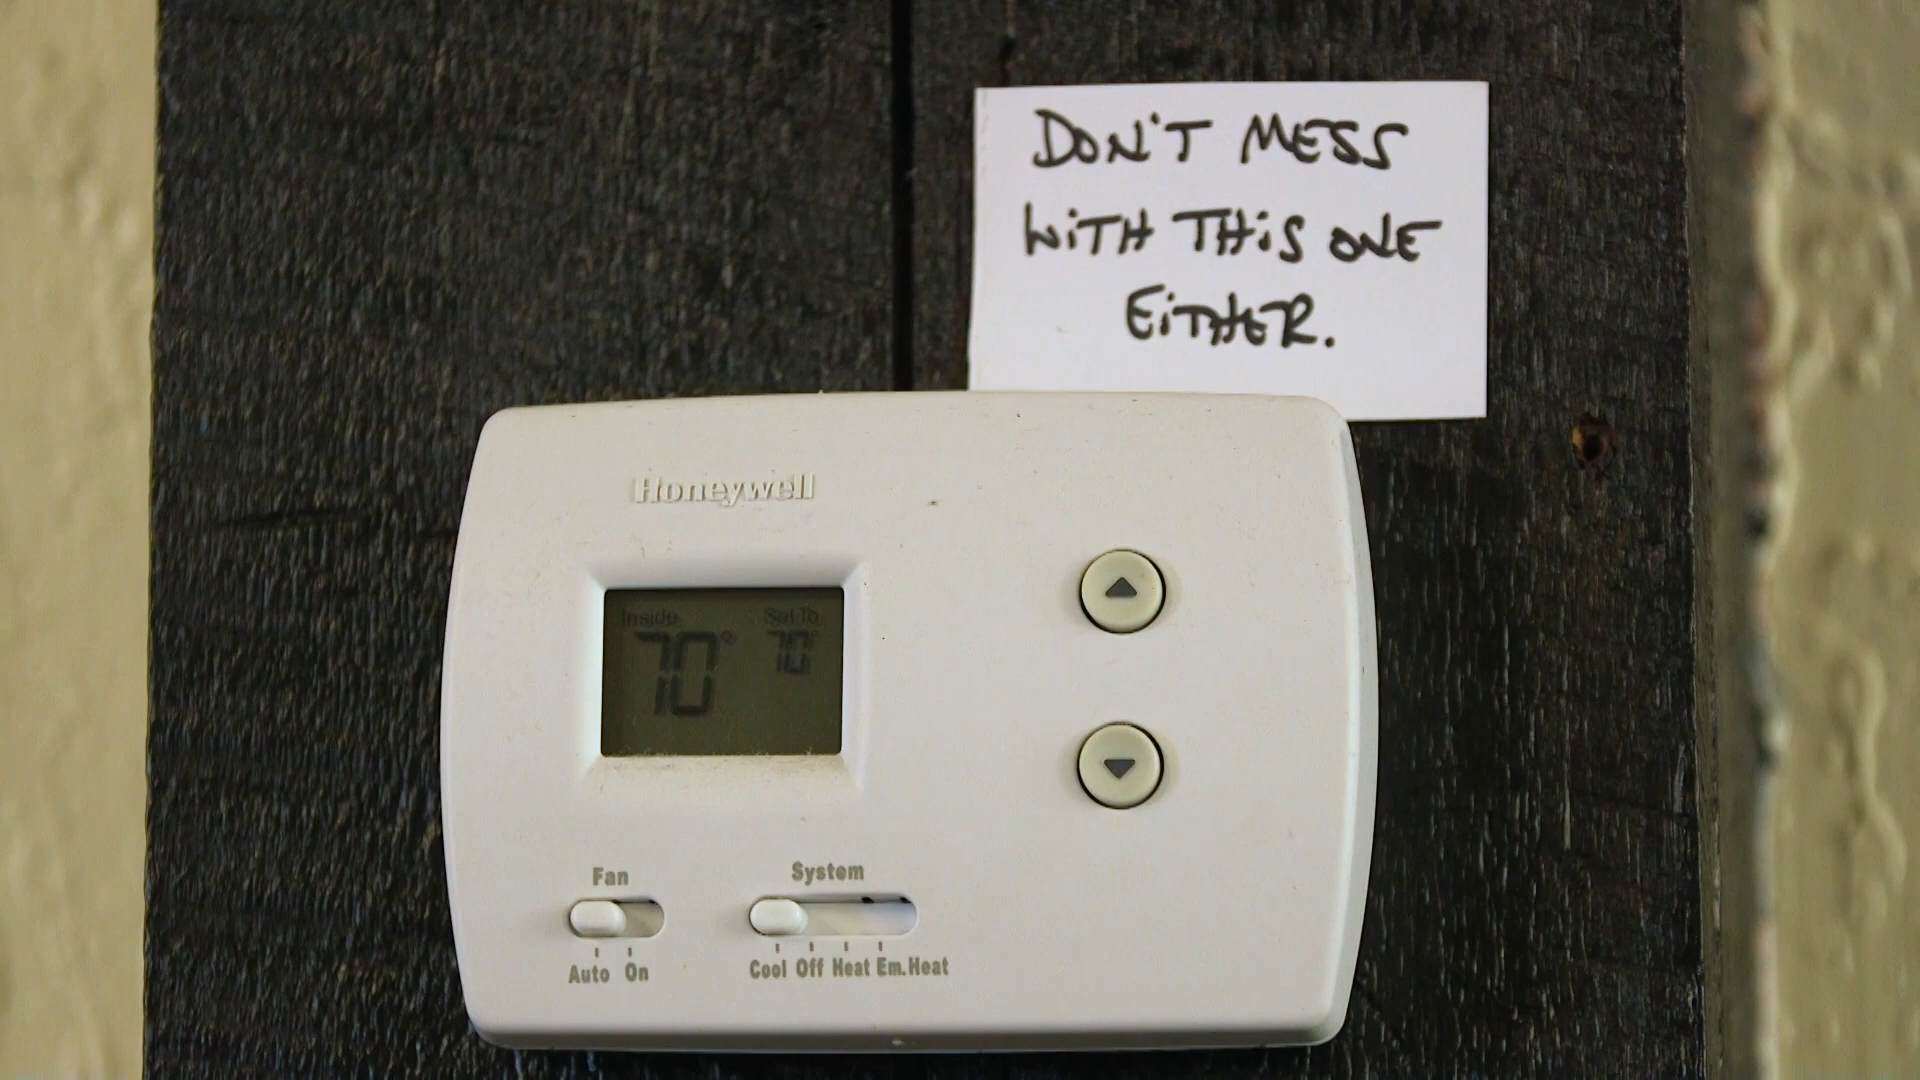 DON'T MESS
WITH THIS ONE
EITHER.
Honeywell
Inside Set To
70° 70°
Fan System
Auto On Cool Off Heat Em.Heat